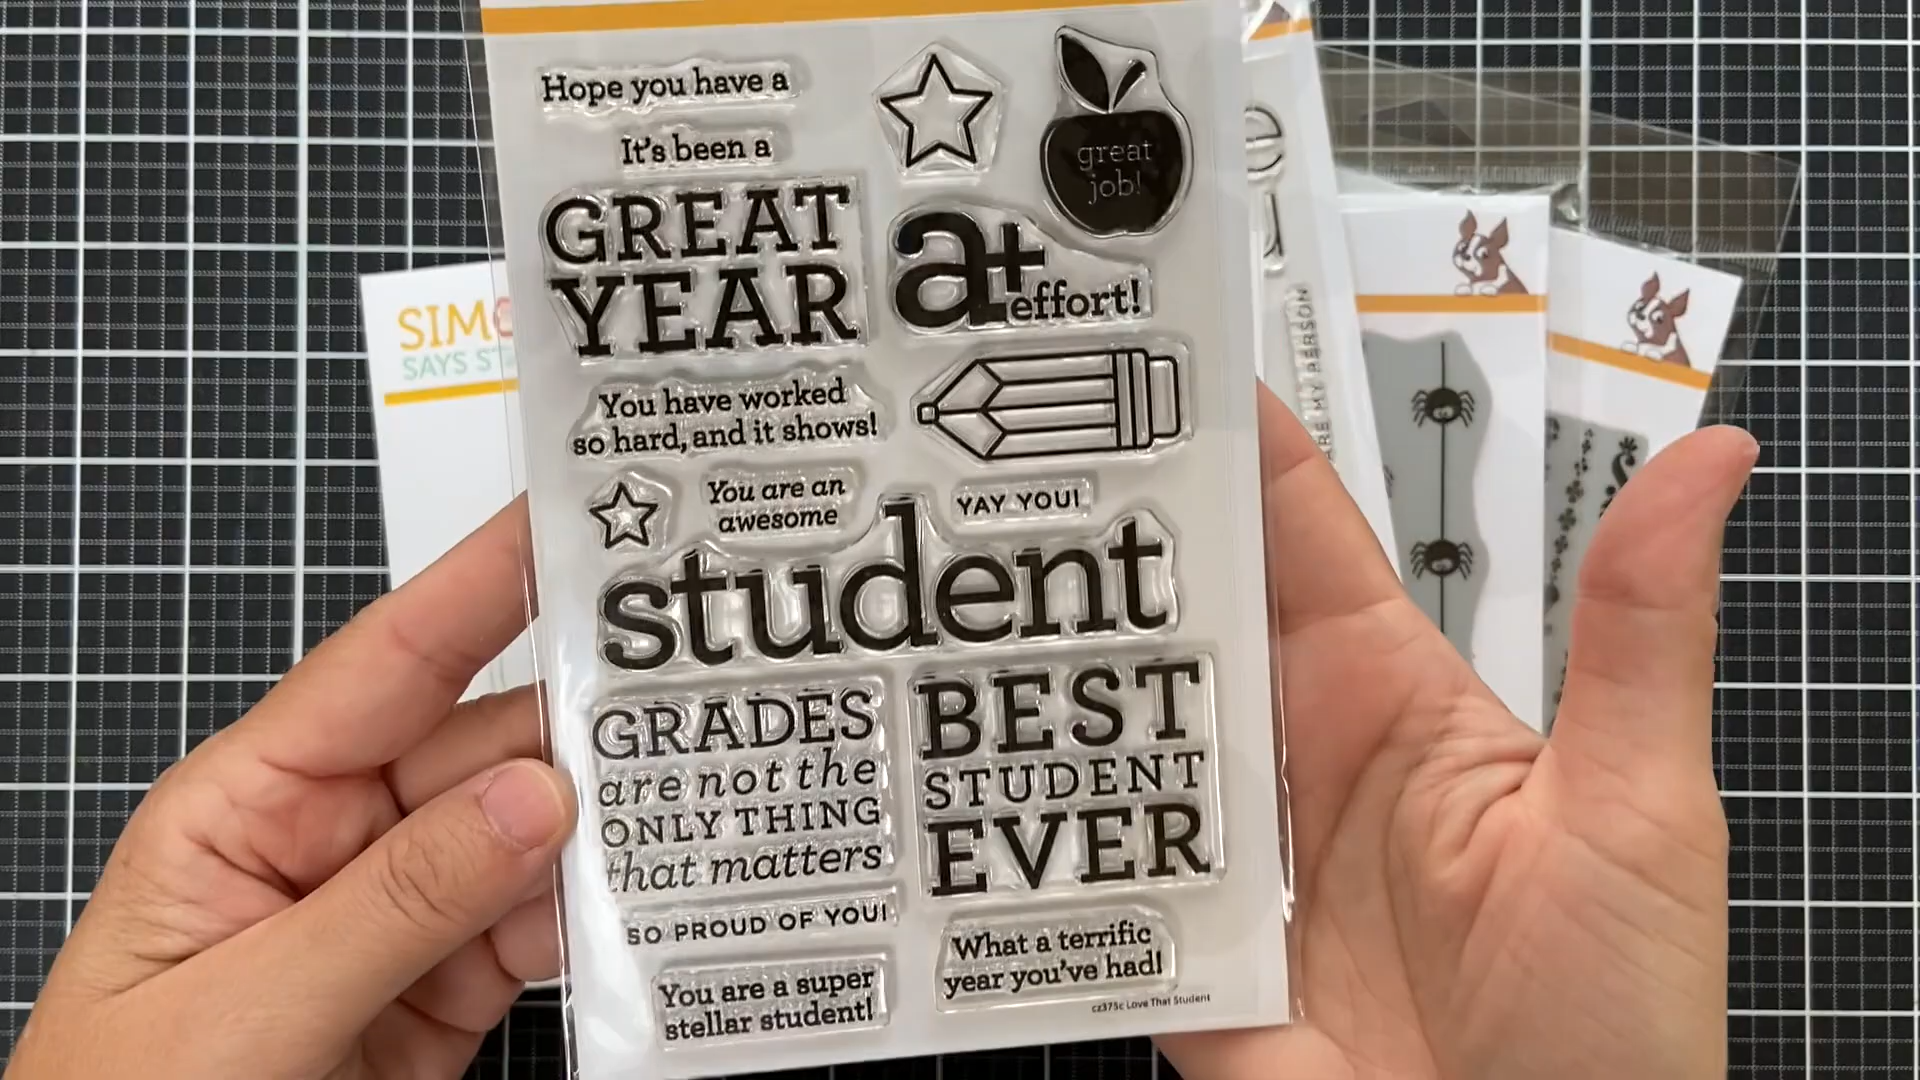 Hope you have a
It's been a
GREAT
YEAR
great
job!
a+
effort!
You have worked
so hard, and it shows!
You are an
awesome
YAY YOU!
student
GRADES
are not the
ONLY THING
that matters
BEST
STUDENT
EVER
SO PROUD OF YOU!
You are a super
stellar student!
What a terrific
year you've had!
cz375c Love That Student
SAYS
MY PERSON